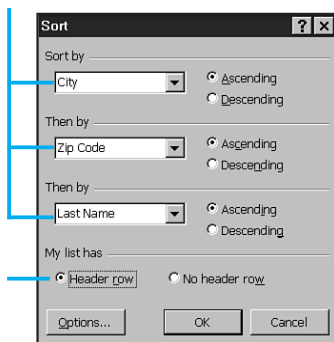 Sort ? ×
Sort by
City
Ascending
Descending
Then by
Zip Code
Ascending
Descending
Then by
Last Name
Ascending
Descending
My list has
Header row No header row
Options... OK Cancel